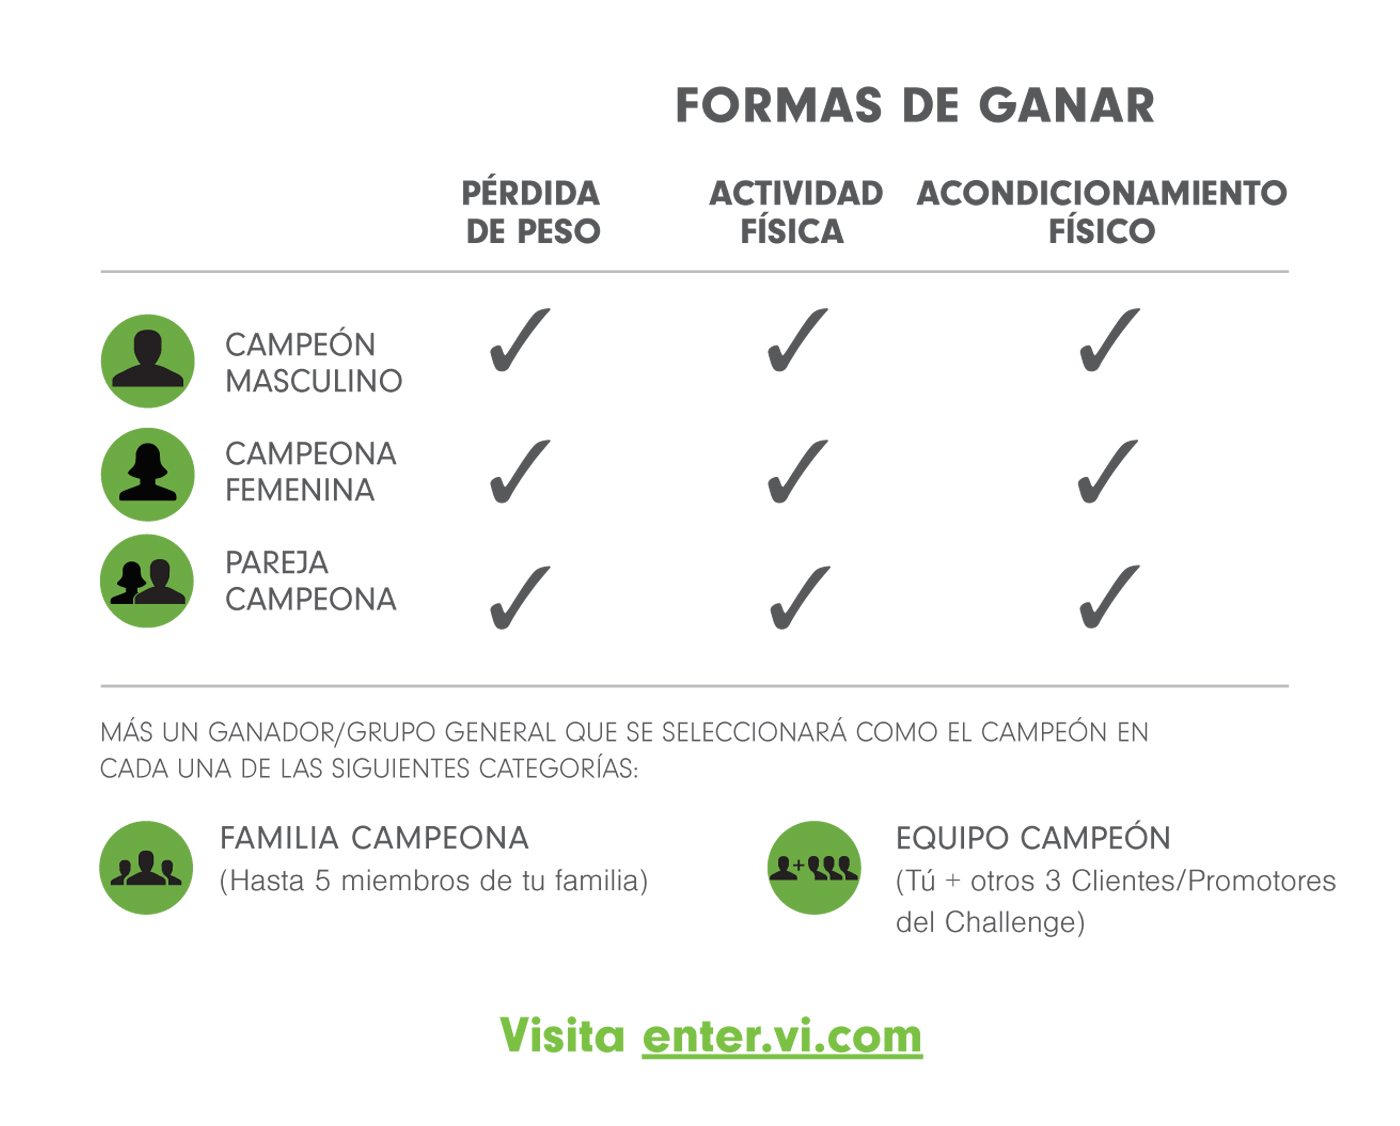 FORMAS DE GANAR
PÉRDIDA
DE PESO
ACTIVIDAD
FÍSICA
ACONDICIONAMIENTO
FÍSICO
CAMPEÓN
MASCULINO
CAMPEONA
FEMENINA
PAREJA
CAMPEONA
MÁS UN GANADOR/GRUPO GENERAL QUE SE SELECCIONARÁ COMO EL CAMPEÓN EN
CADA UNA DE LAS SIGUIENTES CATEGORÍAS:
FAMILIA CAMPEONA
(Hasta 5 miembros de tu familia)
EQUIPO CAMPEÓN
(Tú + otros 3 Clientes/Promotores
del Challenge)
Visita enter.vi.com